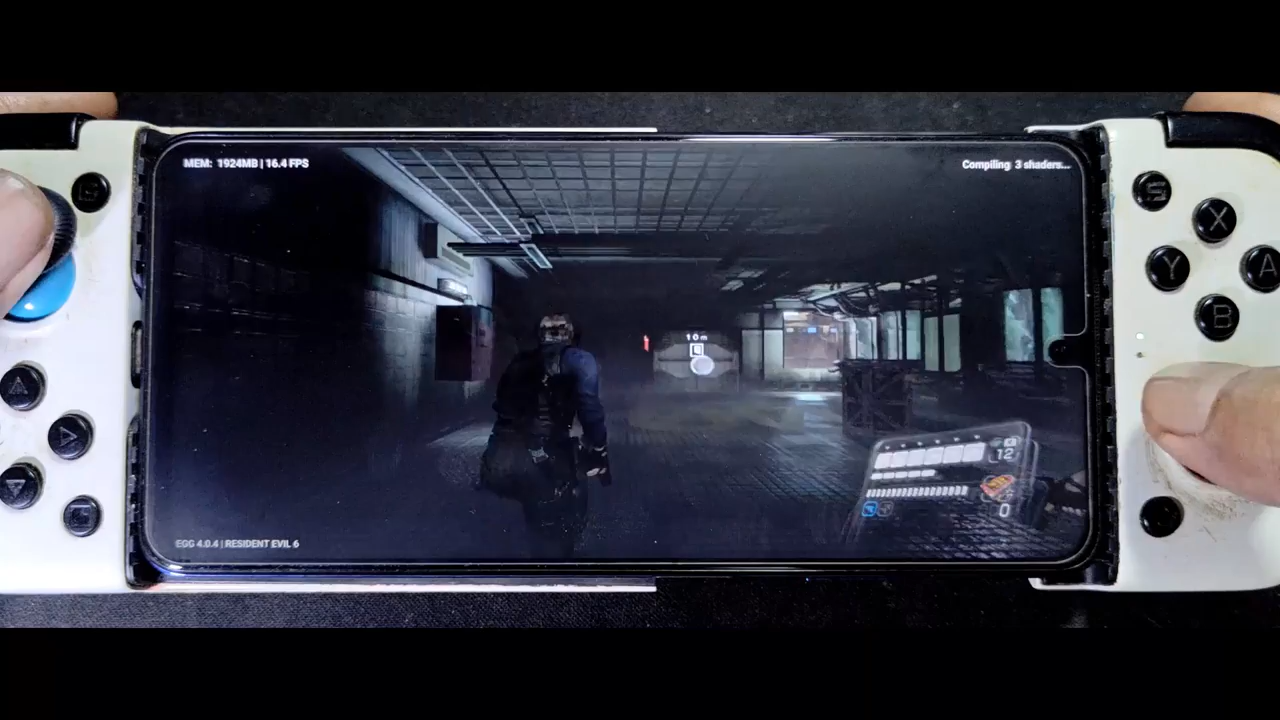 MEM: 1924MB | 16.4 FPS
Compiling 3 shaders...
S
X
Y
A
B
10 m
12
0
EGG 4.0.4 | RESIDENT EVIL 6